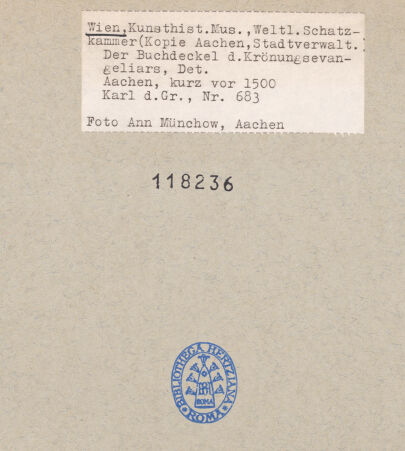 Wien,Kunsthist.Mus.,Weltl.Schatz-
kammer(Kopie Aachen,Stadtverwalt.)
Der Buchdeckel d.Krönungsevan-
geliars, Det.
Aachen, kurz vor 1500
Karl d.Gr., Nr. 683
Foto Ann Münchow, Aachen
118236
BIBLIOTHECA HERTZIANA
ROMA
ROMA